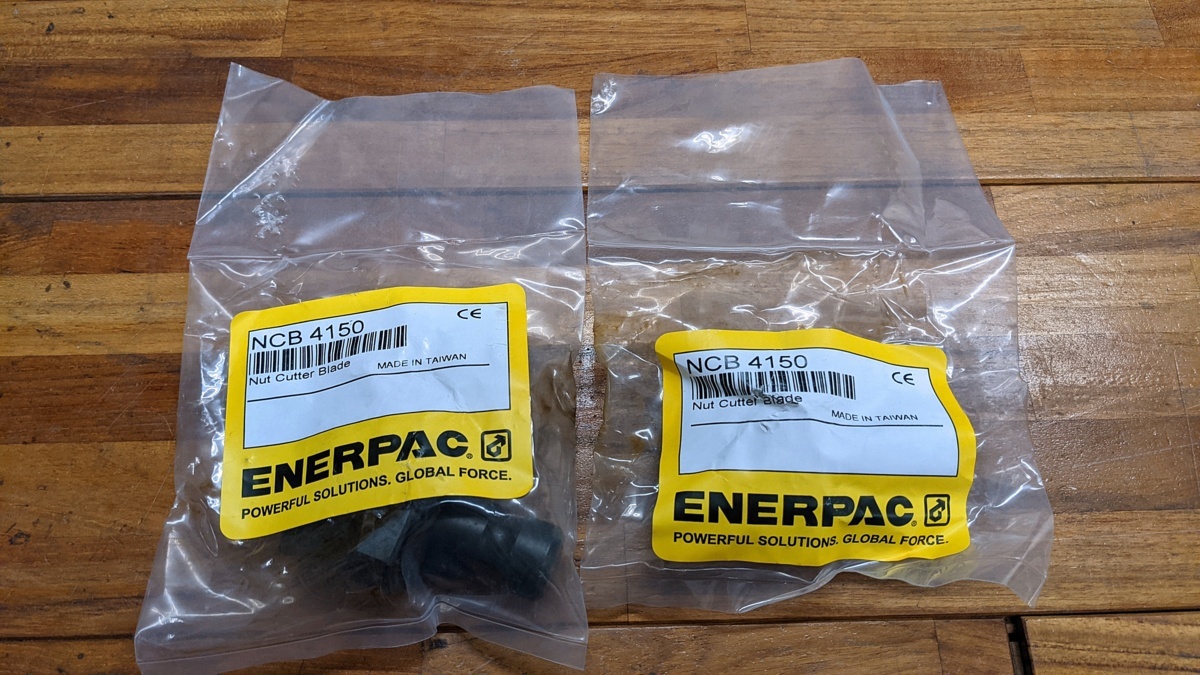 NCB 4150
CE
Nut Cutter Blade
MADE IN TAIWAN
ENERPAC®
POWERFUL SOLUTIONS. GLOBAL FORCE.
NCB 4150
CE
Nut Cutter Blade
MADE IN TAIWAN
ENERPAC®
POWERFUL SOLUTIONS. GLOBAL FORCE.